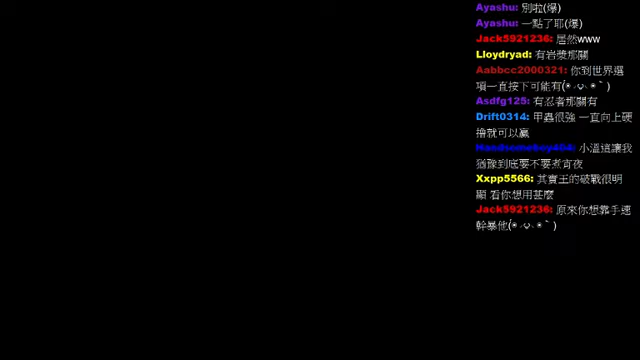 Ayashu: 別啦(爆)
Ayashu: 一點了耶(爆)
Jack5921236: 居然www
Lloydryad: 有岩漿那關
Aabbcc2000321: 你到世界選
項一直按下可能有(
Asdfg125: 有忍者那關有
Drift0314: 甲蟲很強 一直向上硬
搶就可以贏
小溫這讓我
猶豫到底要不要煮宵夜
Xxpp5566: 其實王的破戰很明
顯 看你想用甚麼
Jack5921236: 原來你想靠手速
幹暴他(